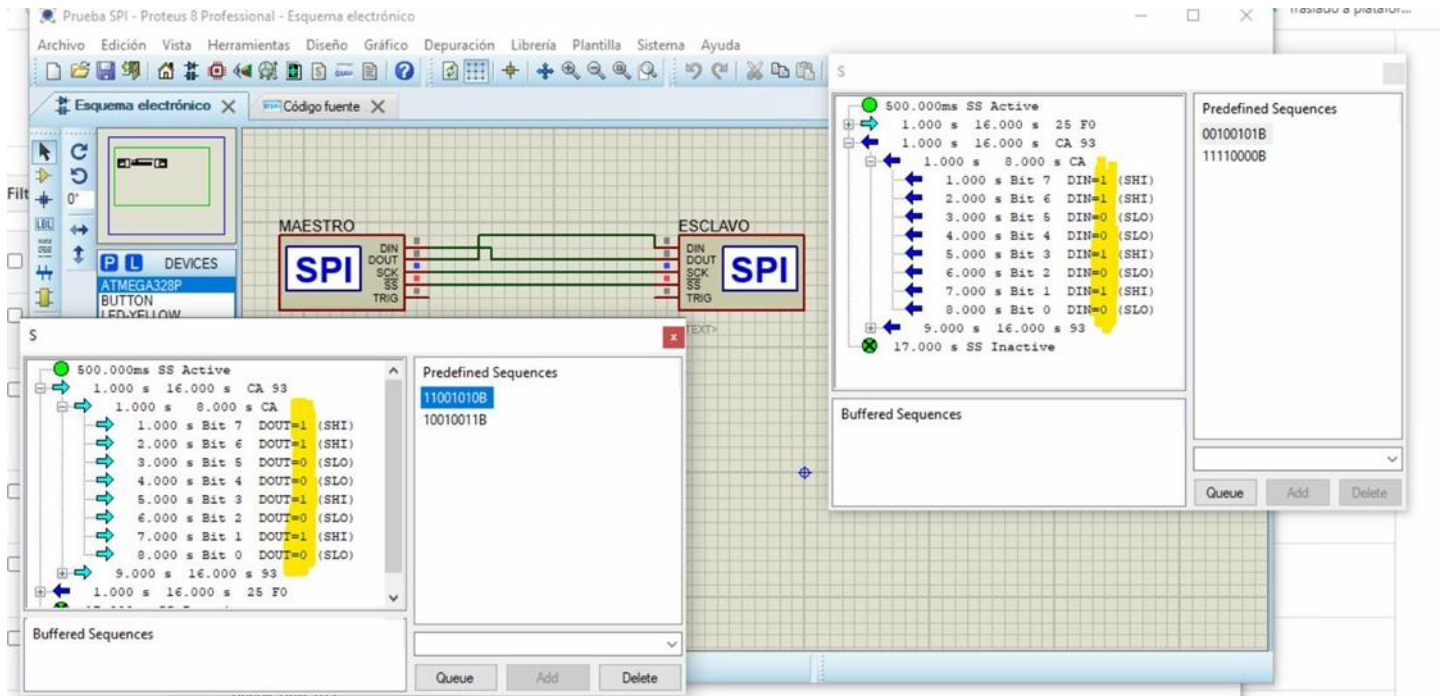 Prueba SPI - Proteus 8 Professional - Esquema electrónico
Archivo Edición Vista Herramientas Diseño Gráfico Depuración Librería Plantilla Sistema Ayuda
Esquema electrónico
Código fuente
0°
Filt
LBL
P L DEVICES
ATMEGA328P
BUTTON
LED-YELLOW
MAESTRO
SPI
DIN
DOUT
SCK
SS
TRIG
ESCLAVO
DIN
DOUT
SCK
SS
TRIG
SPI
S
500.000ms SS Active
1.000 s 16.000 s 25 F0
1.000 s 16.000 s CA 93
1.000 s 8.000 s CA
1.000 s Bit 7 DIN=1 (SHI)
2.000 s Bit 6 DIN=1 (SHI)
3.000 s Bit 5 DIN=0 (SLO)
4.000 s Bit 4 DIN=0 (SLO)
5.000 s Bit 3 DIN=1 (SHI)
6.000 s Bit 2 DIN=0 (SLO)
7.000 s Bit 1 DIN=1 (SHI)
8.000 s Bit 0 DIN=0 (SLO)
9.000 s 16.000 s 93
17.000 s SS Inactive
Predefined Sequences
00100101B
11110000B
Buffered Sequences
Queue Add Delete
S
500.000ms SS Active
1.000 s 16.000 s CA 93
1.000 s 8.000 s CA
1.000 s Bit 7 DOUT=1 (SHI)
2.000 s Bit 6 DOUT=1 (SHI)
3.000 s Bit 5 DOUT=0 (SLO)
4.000 s Bit 4 DOUT=0 (SLO)
5.000 s Bit 3 DOUT=1 (SHI)
6.000 s Bit 2 DOUT=0 (SLO)
7.000 s Bit 1 DOUT=1 (SHI)
8.000 s Bit 0 DOUT=0 (SLO)
9.000 s 16.000 s 93
1.000 s 16.000 s 25 F0
Predefined Sequences
11001010B
10010011B
Buffered Sequences
Queue Add Delete